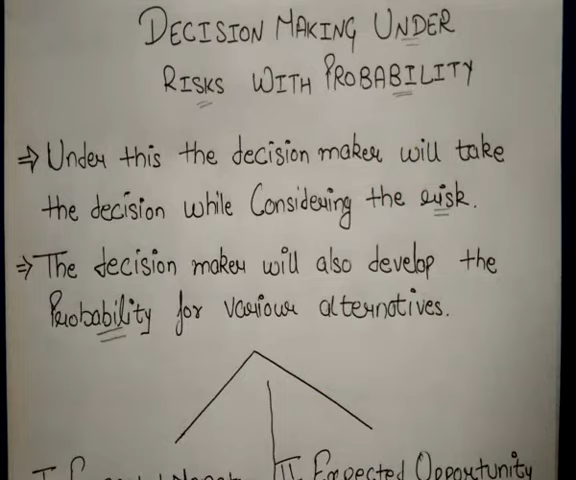 DECISION MAKING UNDER
RISKS WITH PROBABILITY
⇒ Under this the decision maker will take
the decision while Considering the risk.
⇒ The decision maker will also develop the
Probability for various alternatives.
I II Expected Opportunity